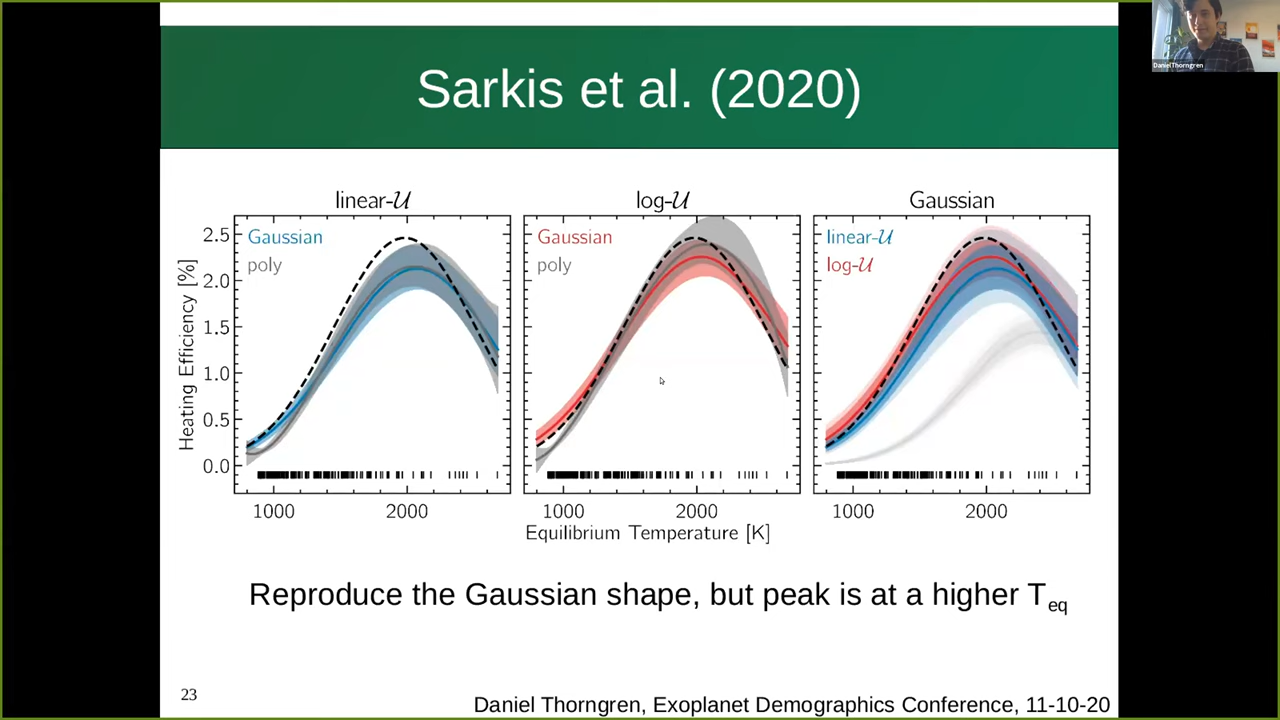 DanielThorngren
Sarkis et al. (2020)
linear-𝒰
log-𝒰
Gaussian
Heating Efficiency [%]
2.5
2.0
1.5
1.0
0.5
0.0
Gaussian
poly
Gaussian
poly
linear-𝒰
log-𝒰
1000
2000
1000
2000
1000
2000
Equilibrium Temperature [K]
Reproduce the Gaussian shape, but peak is at a higher Teq
23
Daniel Thorngren, Exoplanet Demographics Conference, 11-10-20